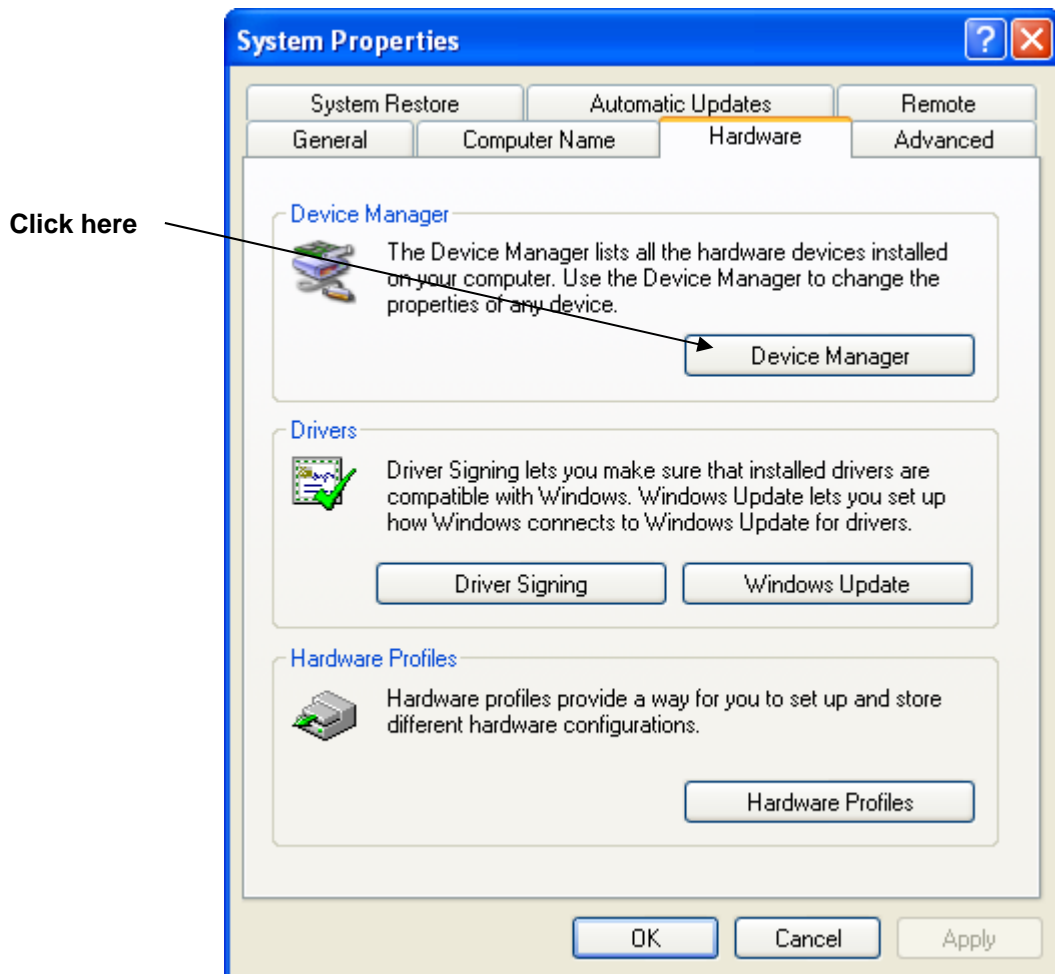 System Properties
System Restore
Automatic Updates
Remote
General
Computer Name
Hardware
Advanced
Click here
Device Manager
The Device Manager lists all the hardware devices installed
on your computer. Use the Device Manager to change the
properties of any device.
Device Manager
Drivers
Driver Signing lets you make sure that installed drivers are
compatible with Windows. Windows Update lets you set up
how Windows connects to Windows Update for drivers.
Driver Signing
Windows Update
Hardware Profiles
Hardware profiles provide a way for you to set up and store
different hardware configurations.
Hardware Profiles
OK
Cancel
Apply